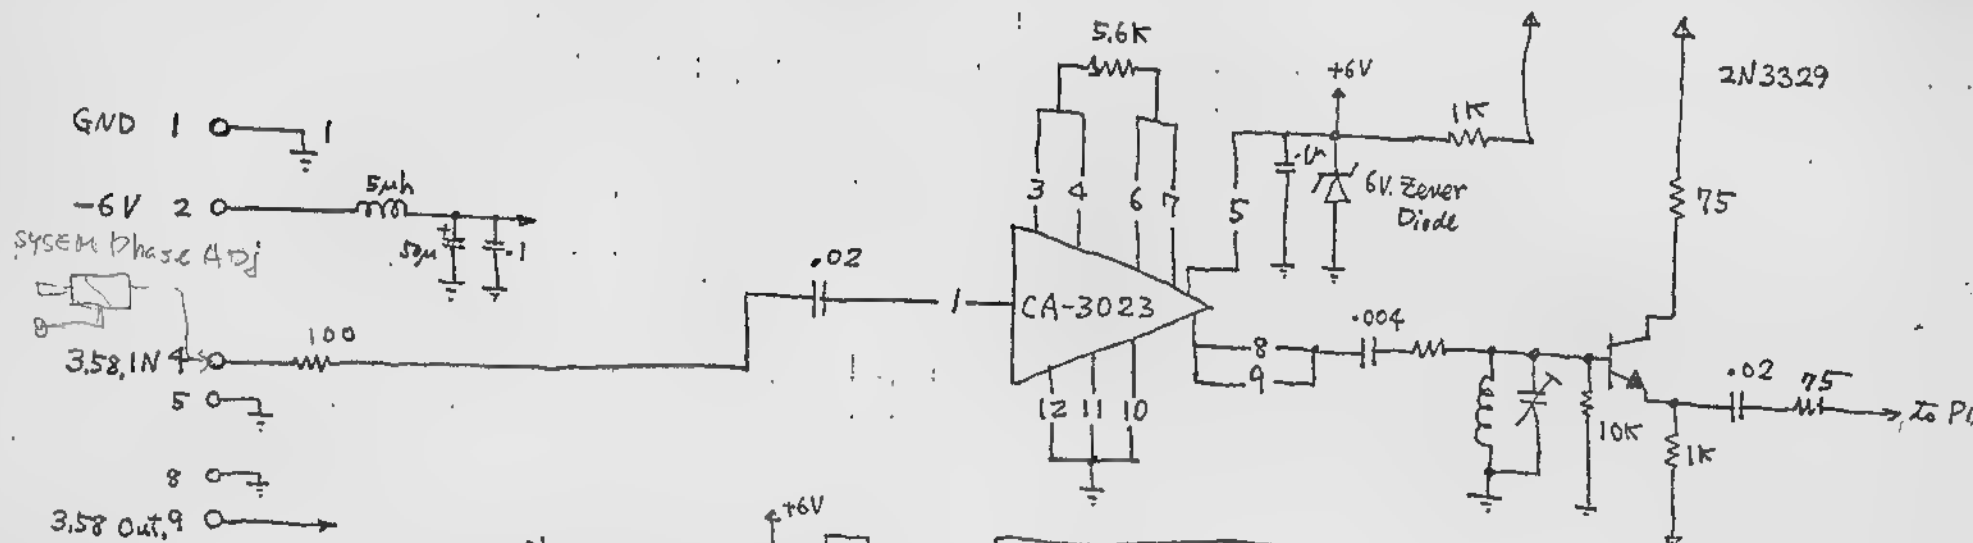 5.6K
+6V
2N3329
1K
GND 1
1
5μh
-6V 2
3 4 6 7 5
6V. Zener
Diode
75
SYSEM Phase ADj
50μ
.1
.02
1
CA-3023
100
.004
3.58.IN 4
8
9
.02
75
5
12 11 10
10K
1K
to
8
+6V
3.58 Out. 9